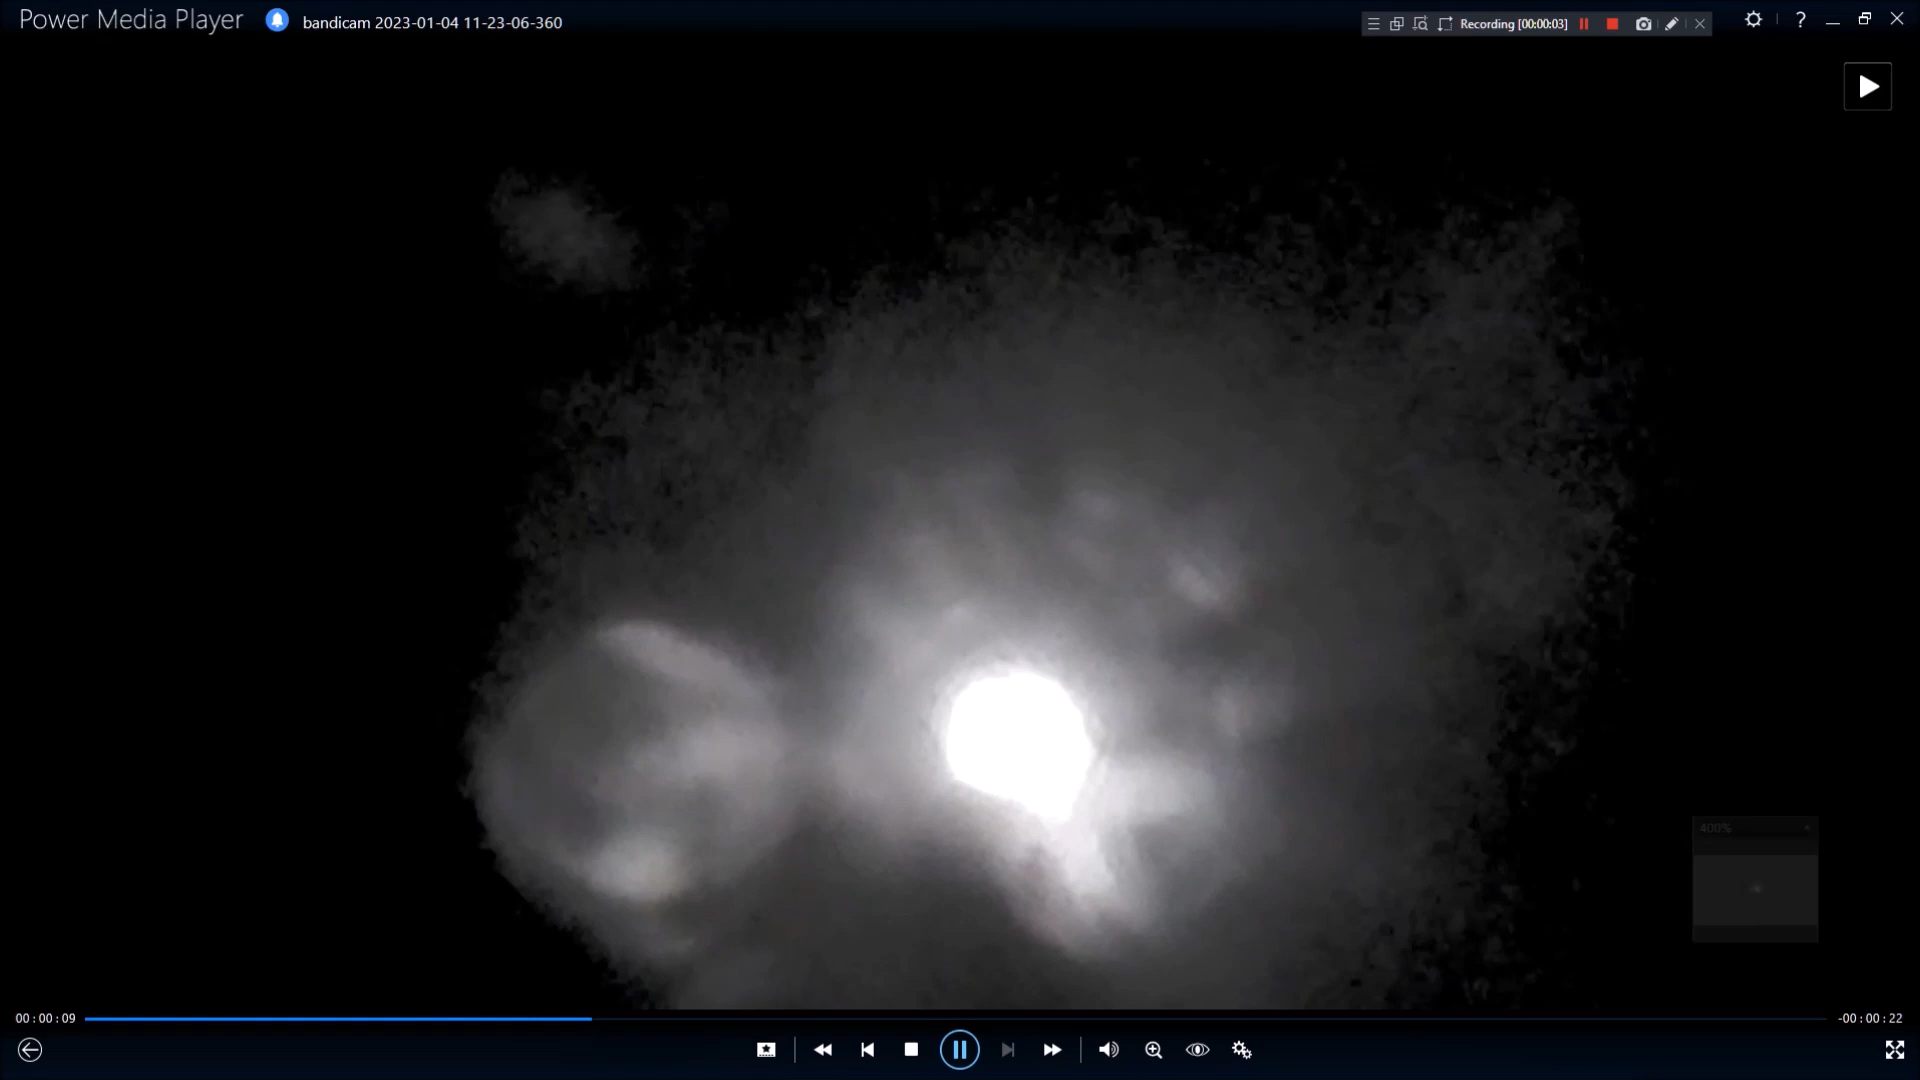 Power Media Player
bandicam 2023-01-04 11-23-06-360
Recording [00:00:03]
?
400%
00:00:09
-00:00:22